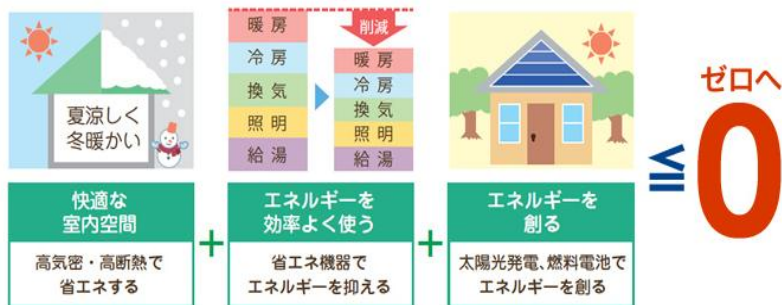 夏涼しく
冬暖かい
快適な
室内空間
高気密・高断熱で
省エネする
+
暖房
冷房
換気
照明
給湯
削減
暖房
冷房
換気
照明
給湯
エネルギーを
効率よく使う
省エネ機器で
エネルギーを抑える
+
エネルギーを
創る
太陽光発電、燃料電池で
エネルギーを創る
≦
ゼロへ
0